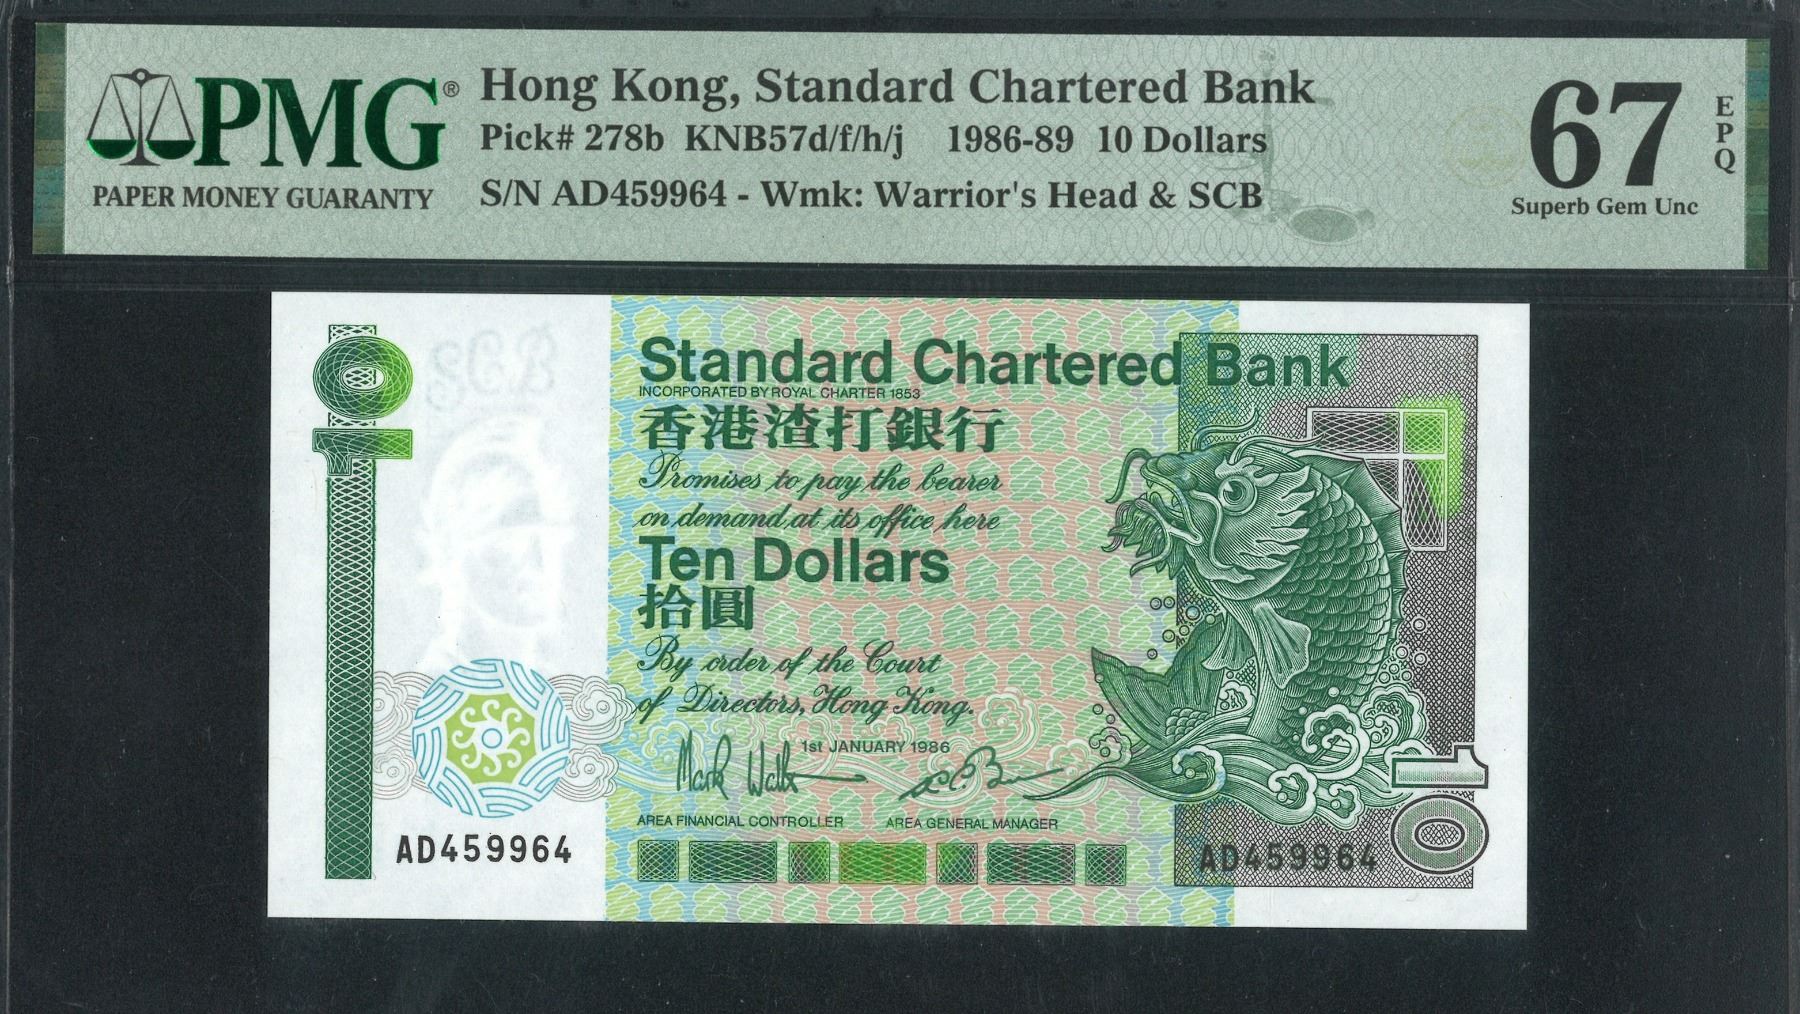 PMG®
PAPER MONEY GUARANTY
Hong Kong, Standard Chartered Bank
Pick# 278b KNB57d/f/h/j 1986-89 10 Dollars
S/N AD459964 - Wmk: Warrior's Head & SCB
67
EPQ
Superb Gem Unc
10
Standard Chartered Bank
INCORPORATED BY ROYAL CHARTER 1853
香港渣打銀行
Promises to pay the bearer
on demand at its office here
Ten Dollars
拾圓
By order of the Court
of Directors, Hong Kong.
1st JANUARY 1986
AREA FINANCIAL CONTROLLER AREA GENERAL MANAGER
AD459964
AD459964
10